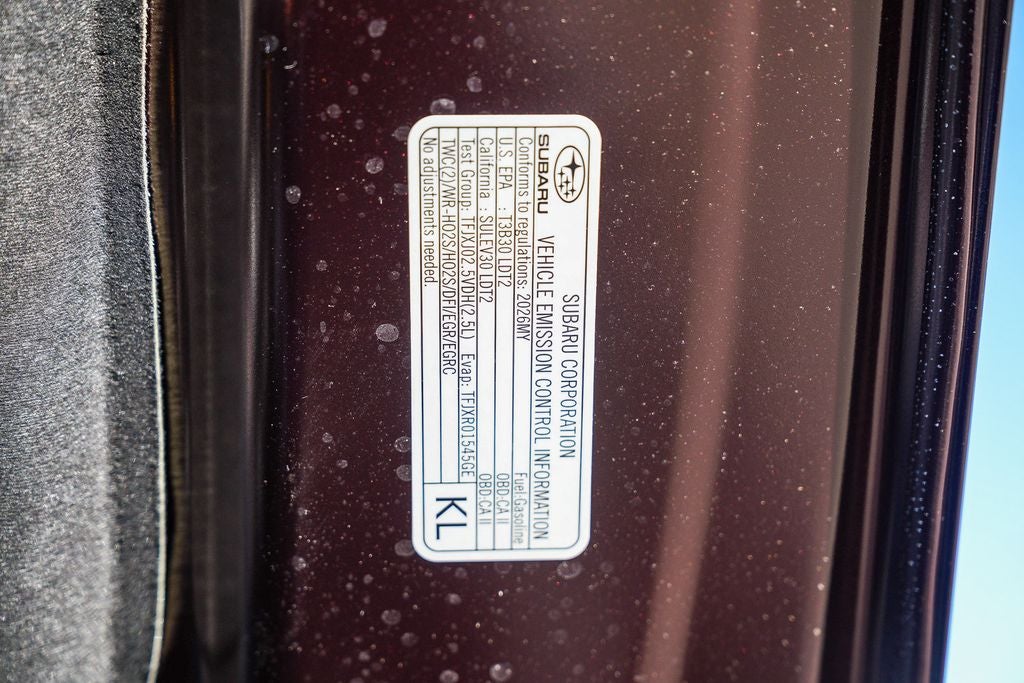 SUBARU CORPORATION
SUBARU VEHICLE EMISSION CONTROL INFORMATION
Conforms to regulations: 2026MY Fuel:Gasoline
U.S. EPA : T3B30 LDT2 OBD:CA II
California : SULEV30 LDT2 OBD:CA II
Test Group: TFJXJ02.5VDH(2.5L) Evap: TFJXR01545GE
TWC(2)/WR-HO2S/HO2S/DFI/EGR/EGRC
No adjustments needed.
KL